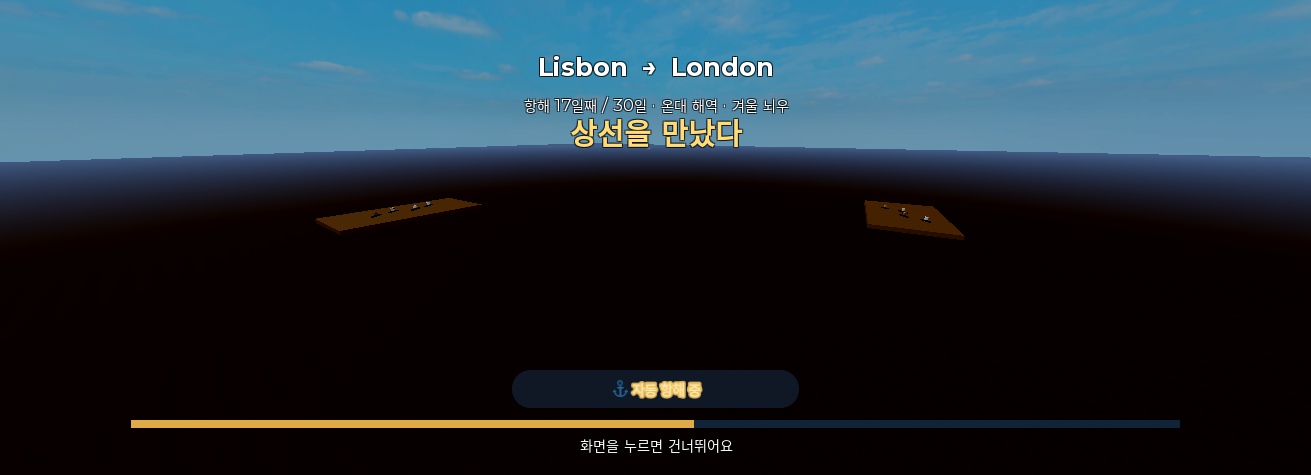 Lisbon → London
항해 17일째 / 30일 · 온대 해역 · 겨울 뇌우
상선을 만났다
⚓ 자동 항해 중
화면을 누르면 건너뛰어요